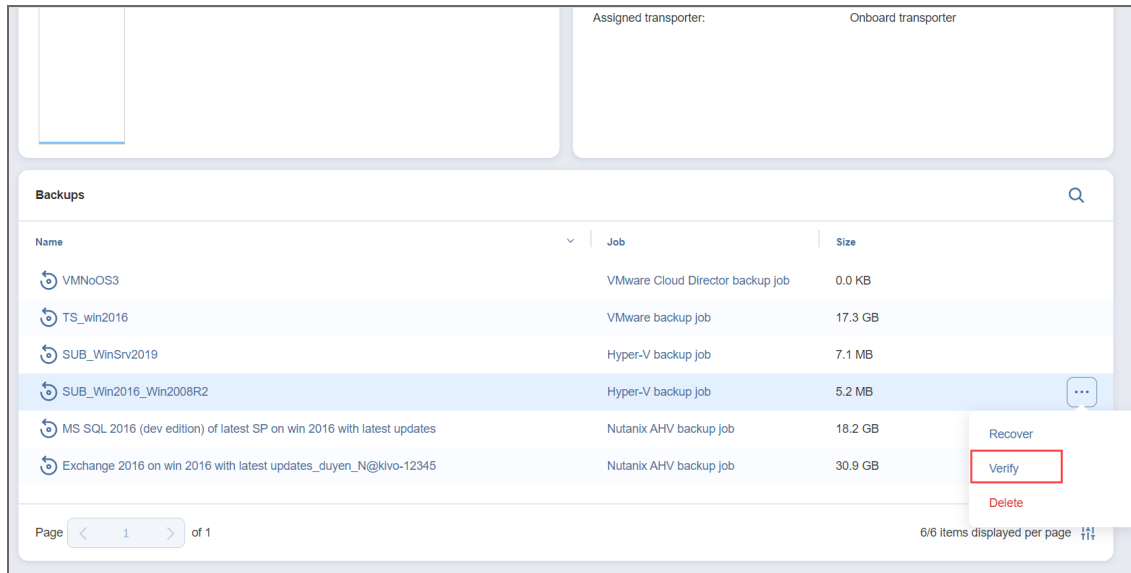 Assigned transporter: Onboard transporter
Backups
Name Job Size
VMNoOS3 VMware Cloud Director backup job 0.0 KB
TS_win2016 VMware backup job 17.3 GB
SUB_WinSrv2019 Hyper-V backup job 7.1 MB
SUB_Win2016_Win2008R2 Hyper-V backup job 5.2 MB
MS SQL 2016 (dev edition) of latest SP on win 2016 with latest updates Nutanix AHV backup job 18.2 GB
Recover
Exchange 2016 on win 2016 with latest updates_duyen_N@kivo-12345 Nutanix AHV backup job 30.9 GB
Verify
Delete
Page 1 of 1 6/6 items displayed per page